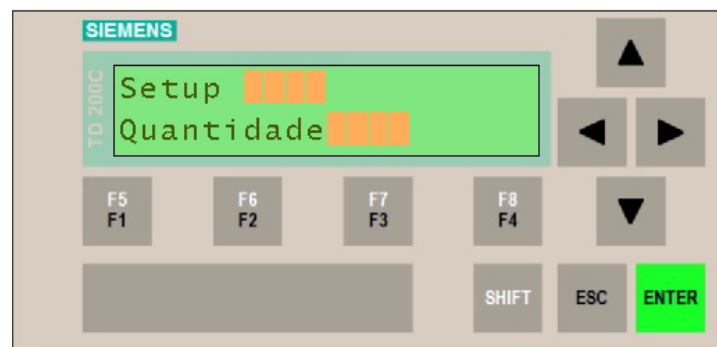 SIEMENS
TD 200C
Setup
Quantidade
F5 F6 F7 F8
F1 F2 F3 F4
SHIFT ESC ENTER